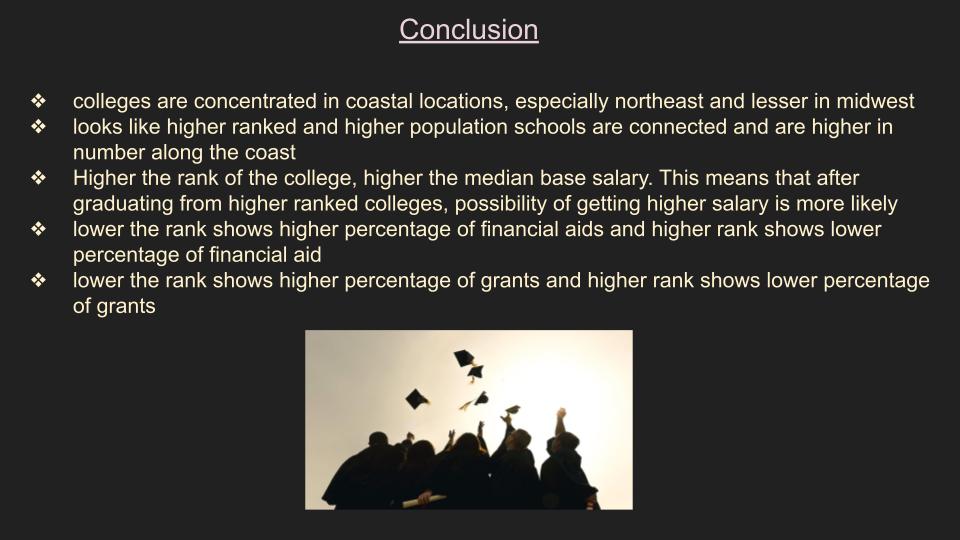 Conclusion
❖ colleges are concentrated in coastal locations, especially northeast and lesser in midwest
❖ looks like higher ranked and higher population schools are connected and are higher in
number along the coast
❖ Higher the rank of the college, higher the median base salary. This means that after
graduating from higher ranked colleges, possibility of getting higher salary is more likely
❖ lower the rank shows higher percentage of financial aids and higher rank shows lower
percentage of financial aid
❖ lower the rank shows higher percentage of grants and higher rank shows lower percentage
of grants